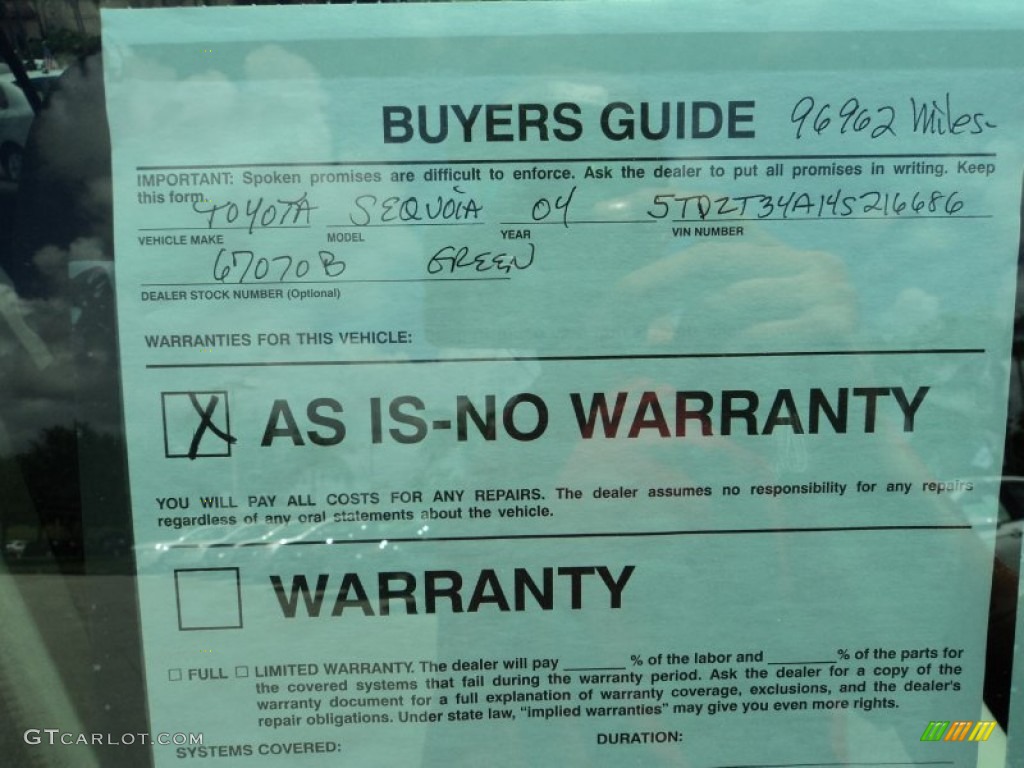 BUYERS GUIDE 96962 Miles-
IMPORTANT: Spoken promises are difficult to enforce. Ask the dealer to put all promises in writing. Keep
this form.
TOYOTA SEQUOIA 04 5TDZT34A14S216686
VEHICLE MAKE MODEL YEAR VIN NUMBER
67070B GREEN
DEALER STOCK NUMBER (Optional)
WARRANTIES FOR THIS VEHICLE:
X AS IS-NO WARRANTY
YOU WILL PAY ALL COSTS FOR ANY REPAIRS. The dealer assumes no responsibility for any repairs
regardless of any oral statements about the vehicle.
WARRANTY
☐ FULL ☐ LIMITED WARRANTY. The dealer will pay ______ % of the labor and ______ % of the parts for
the covered systems that fail during the warranty period. Ask the dealer for a copy of the
warranty document for a full explanation of warranty coverage, exclusions, and the dealer's
repair obligations. Under state law, "implied warranties" may give you even more rights.
SYSTEMS COVERED: DURATION:
GTCARLOT.COM